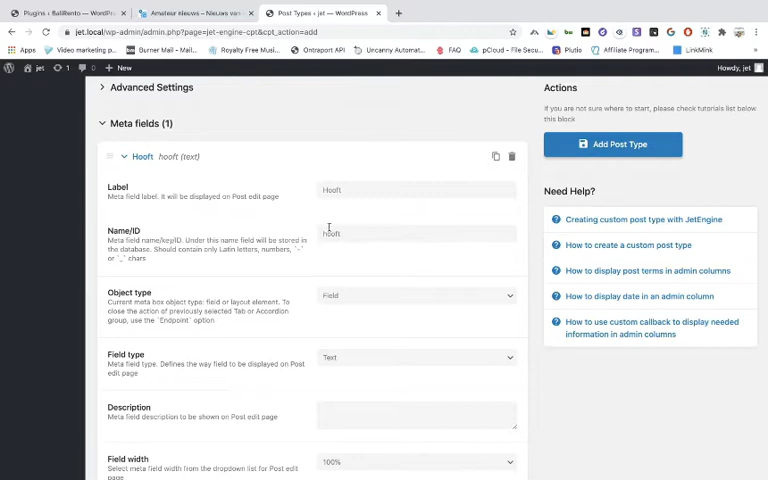 Plugins ‹ BaliRento — WordPr
Amateur nieuws – Nieuws van
Post Types ‹ jet — WordPress
jet.local/wp-admin/admin.php?page=jet-engine-cpt&cpt_action=add
Apps
Video marketing p...
Burner Mail - Mail...
Royalty Free Musi...
Ontraport API
Uncanny Automat...
FAQ
pCloud - File Secu...
Plutio
Affiliate Program...
LinkMink
jet
1
0
+ New
Howdy, jet
Advanced Settings
Meta fields (1)
Hooft hooft (text)
Label
Meta field label. It will be displayed on Post edit page
Hooft
Name/ID
Meta field name/key/ID. Under this name field will be stored in
the database. Should contain only Latin letters, numbers, `-`
or `_` chars
hooft
Object type
Current meta box object type: field or layout element. To
close the action of previously selected Tab or Accordion
group, use the `Endpoint` option
Field
Field type
Meta field type. Defines the way field to be displayed on Post
edit page
Text
Description
Meta field description to be shown on Post edit page
Field width
Select meta field width from the dropdown list for Post edit
page
100%
Actions
If you are not sure where to start, please check tutorials list below
this block
Add Post Type
Need Help?
Creating custom post type with JetEngine
How to create a custom post type
How to display post terms in admin columns
How to display date in an admin column
How to use custom callback to display needed
information in admin columns